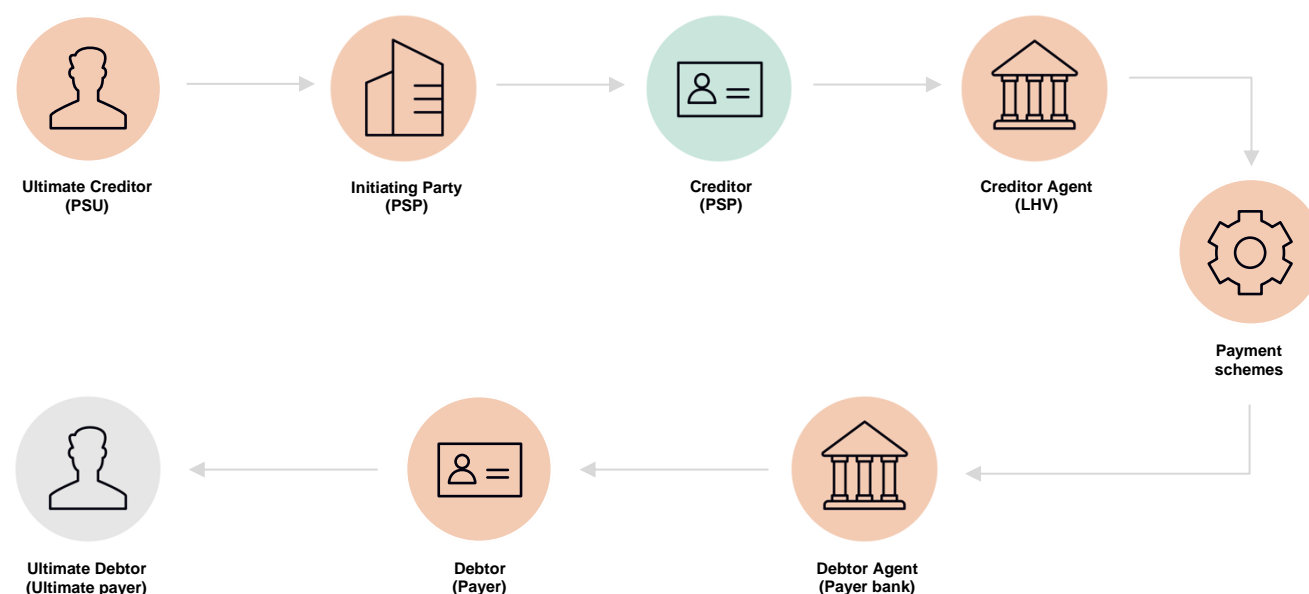 Ultimate Creditor
(PSU)
Initiating Party
(PSP)
Creditor
(PSP)
Creditor Agent
(LHV)
Payment
schemes
Ultimate Debtor
(Ultimate payer)
Debtor
(Payer)
Debtor Agent
(Payer bank)